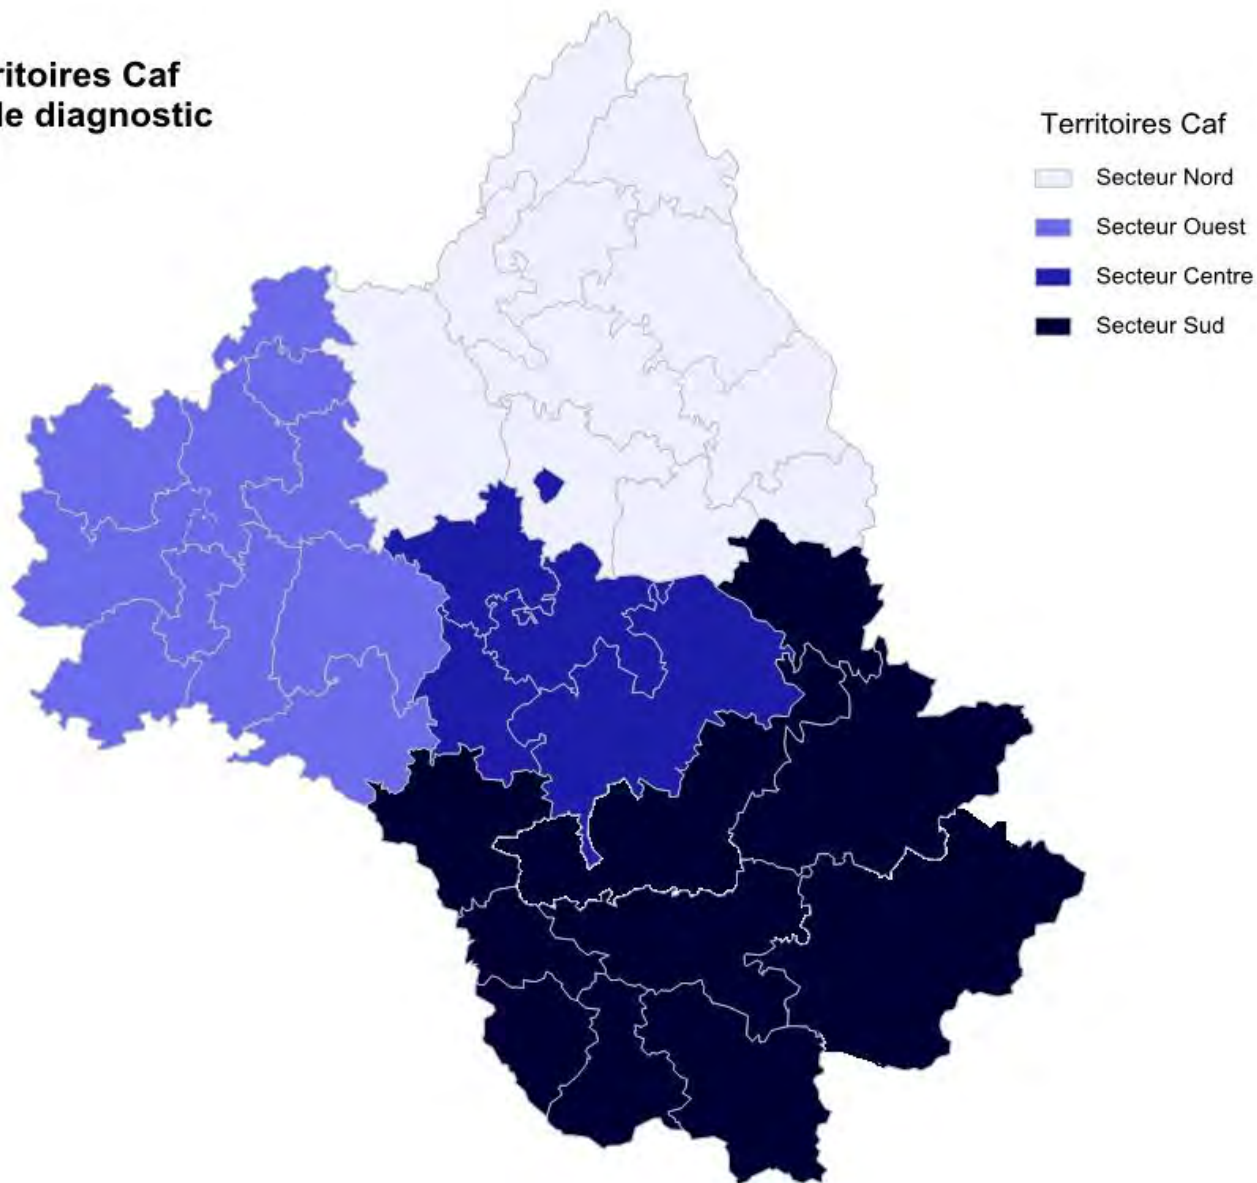 ritoires Caf
le diagnostic
Territoires Caf
Secteur Nord
Secteur Ouest
Secteur Centre
Secteur Sud